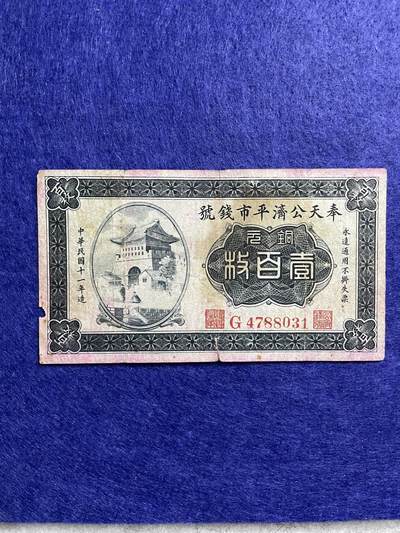 奉天公濟平市錢號
銅元
壹百枚
永遠通用不掛失票
中華民國十一年造
G 4788031